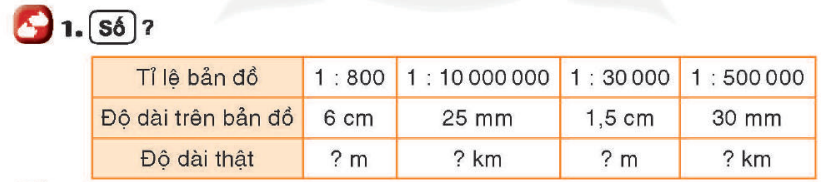 1. Số ?
Tỉ lệ bản đồ 1 : 800 1 : 10 000 000 1 : 30 000 1 : 500 000
Độ dài trên bản đồ 6 cm 25 mm 1,5 cm 30 mm
Độ dài thật ? m ? km ? m ? km